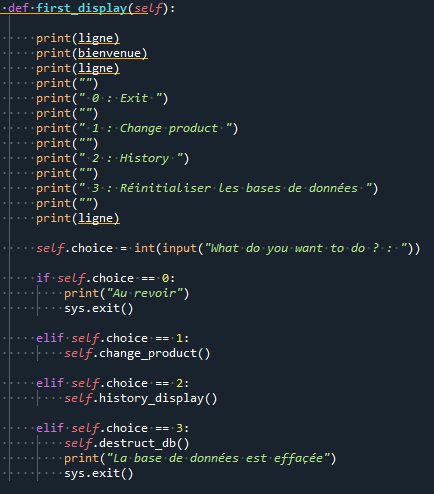 def first_display(self):
print(ligne)
print(bienvenue)
print(ligne)
print("")
print(" 0 : Exit ")
print("")
print(" 1 : Change product ")
print("")
print(" 2 : History ")
print("")
print(" 3 : Réinitialiser les bases de données ")
print("")
print(ligne)
self.choice = int(input("What do you want to do ? : "))
if self.choice == 0:
print("Au revoir")
sys.exit()
elif self.choice == 1:
self.change_product()
elif self.choice == 2:
self.history_display()
elif self.choice == 3:
self.destruct_db()
print("La base de données est effaçée")
sys.exit()